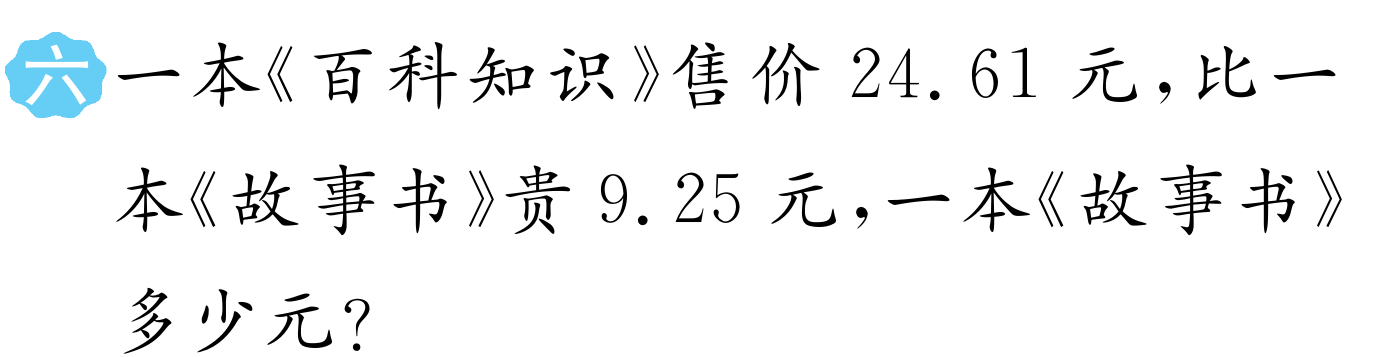 六 一本《百科知识》售价 24.61 元，比一
本《故事书》贵 9.25 元，一本《故事书》
多少元？